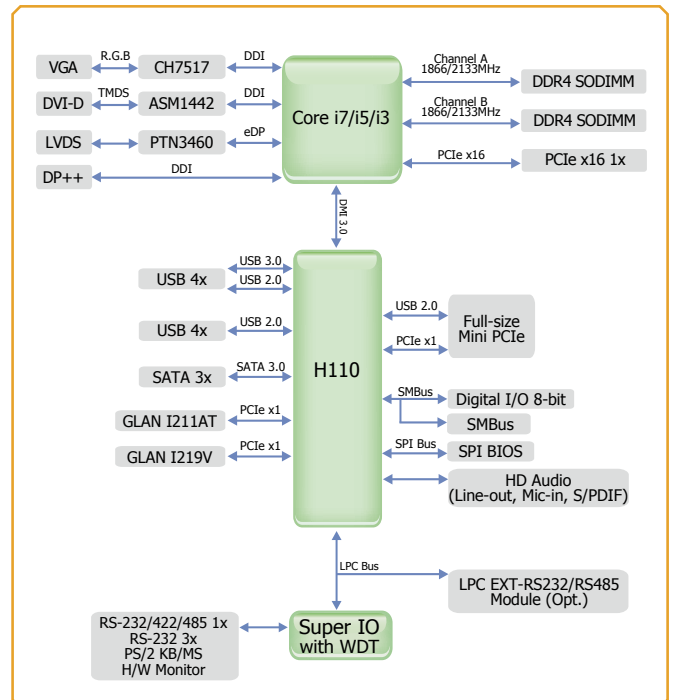 VGA
R.G.B
CH7517
DDI
DVI-D
TMDS
ASM1442
DDI
LVDS
PTN3460
eDP
DP++
DDI
Core i7/i5/i3
Channel A
1866/2133MHz
DDR4 SODIMM
Channel B
1866/2133MHz
DDR4 SODIMM
PCIe x16
PCIe x16 1x
DMI 3.0
USB 4x
USB 3.0
USB 2.0
USB 4x
USB 2.0
SATA 3x
SATA 3.0
GLAN I211AT
PCIe x1
GLAN I219V
PCIe x1
H110
USB 2.0
PCIe x1
Full-size
Mini PCIe
SMBus
Digital I/O 8-bit
SMBus
SPI Bus
SPI BIOS
HD Audio
(Line-out, Mic-in, S/PDIF)
LPC Bus
LPC EXT-RS232/RS485
Module (Opt.)
RS-232/422/485 1x
RS-232 3x
PS/2 KB/MS
H/W Monitor
Super IO
with WDT